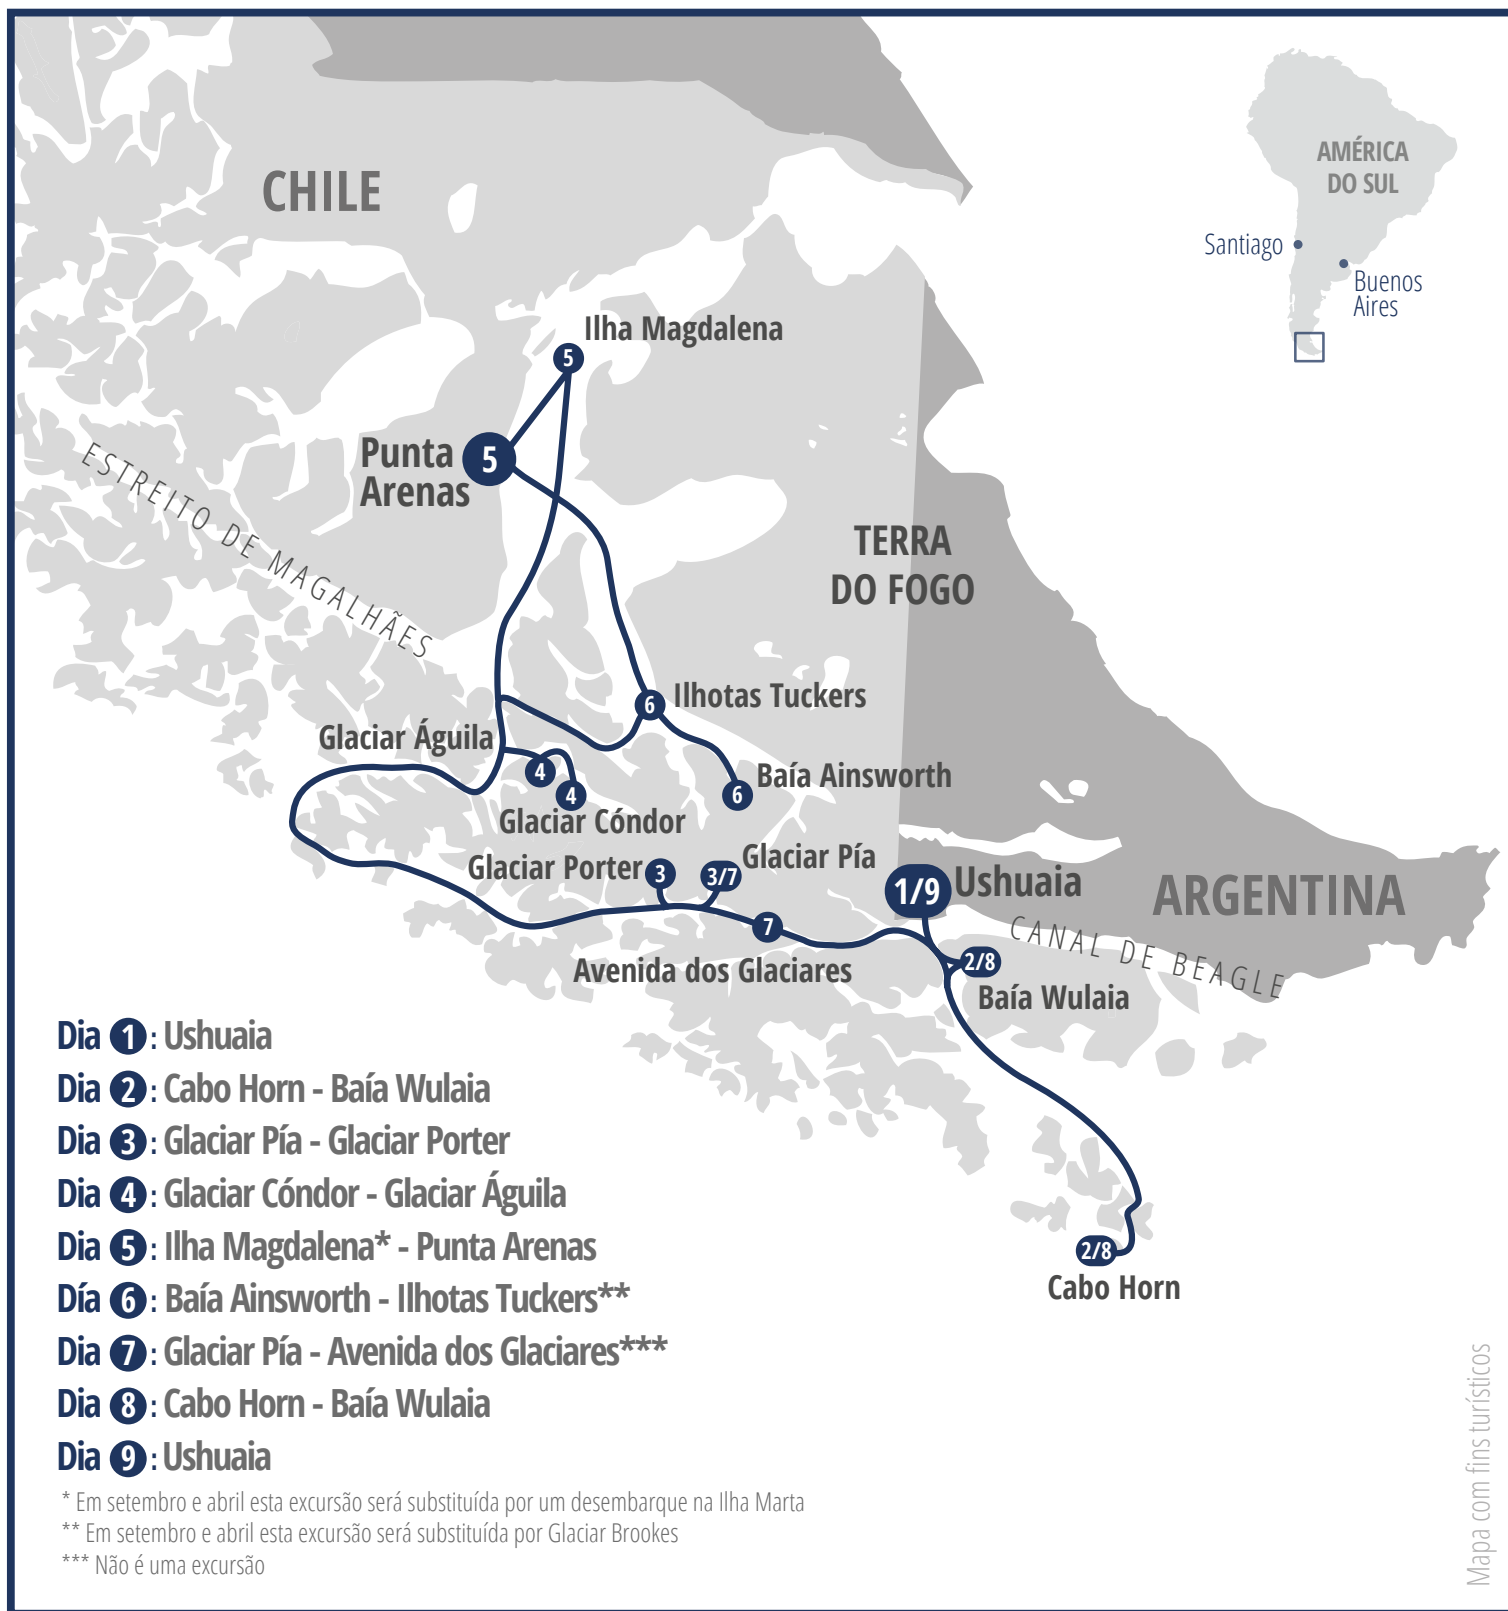 CHILE
AMÉRICA
DO SUL
Santiago
Buenos
Aires
Ilha Magdalena
5
Punta
Arenas
5
ESTREITO DE MAGALHÃES
TERRA
DO FOGO
6
Ilhotas Tuckers
Glaciar Águila
4
4
Glaciar Cóndor
Baía Ainsworth
6
Glaciar Porter
3
3/7
Glaciar Pía
1/9
Ushuaia
ARGENTINA
7
CANAL DE BEAGLE
Avenida dos Glaciares
2/8
Baía Wulaia
2/8
Cabo Horn
Dia 1: Ushuaia
Dia 2: Cabo Horn - Baía Wulaia
Dia 3: Glaciar Pía - Glaciar Porter
Dia 4: Glaciar Cóndor - Glaciar Águila
Dia 5: Ilha Magdalena* - Punta Arenas
Día 6: Baía Ainsworth - Ilhotas Tuckers**
Dia 7: Glaciar Pía - Avenida dos Glaciares***
Dia 8: Cabo Horn - Baía Wulaia
Dia 9: Ushuaia
* Em setembro e abril esta excursão será substituída por um desembarque na Ilha Marta
** Em setembro e abril esta excursão será substituída por Glaciar Brookes
*** Não é uma excursão
Mapa com fins turísticos